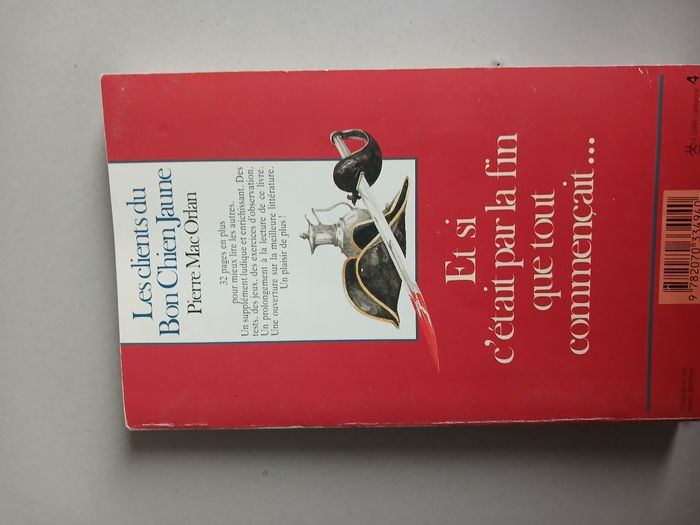 Les clients du
Bon Chien Jaune
Pierre Mac Orlan
32 pages en plus
pour mieux lire les autres.
Un supplément ludique et enrichissant. Des
tests, des jeux, des exercices d'observation.
Un prolongement à la lecture de ce livre.
Une ouverture sur la meilleure littérature.
Un plaisir de plus !
Et si
c'était par la fin
que tout
commençait...
4